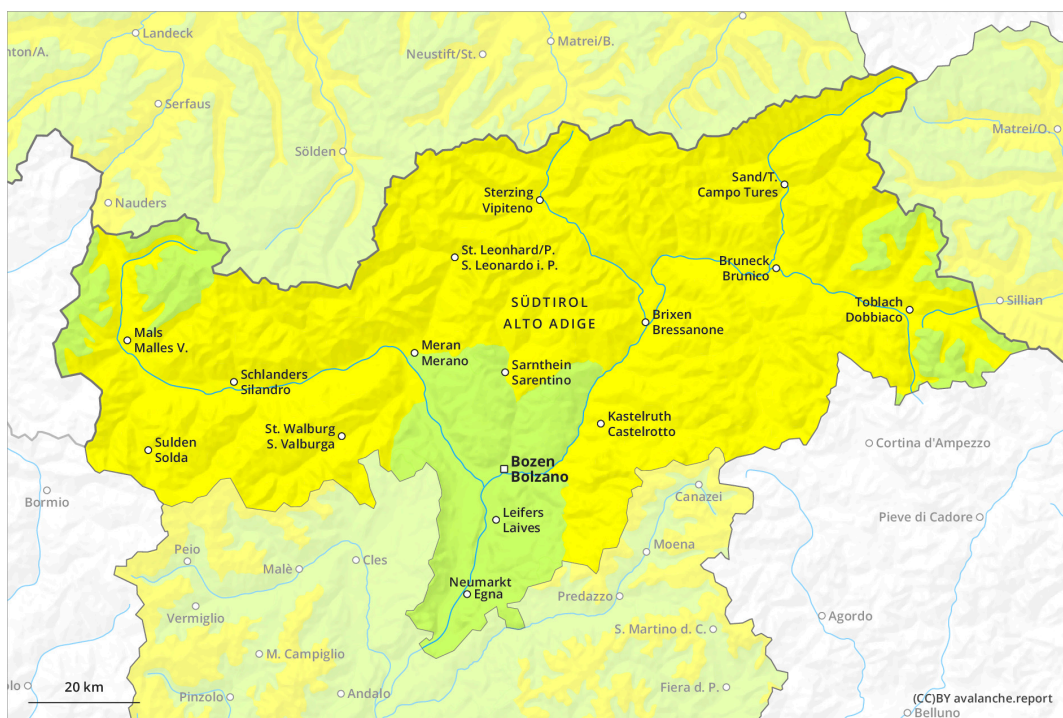 Landeck
nton/A.
Neustift/St.
Matrei/B.
Serfaus
Sölden
Matrei/O.
Nauders
Sand/T.
Campo Tures
Sterzing
Vipiteno
St. Leonhard/P.
S. Leonardo i. P.
Bruneck
Brunico
Toblach
Dobbiaco
Sillian
SÜDTIROL
ALTO ADIGE
Brixen
Bressanone
Mals
Malles V.
Meran
Merano
Sarnthein
Sarentino
Schlanders
Silandro
Kastelruth
Castelrotto
St. Walburg
S. Valburga
Sulden
Solda
Cortina d'Ampezzo
Bozen
Bolzano
Bormio
Canazei
Leifers
Laives
Pieve di Cadore
Peio
Cles
Moena
Malè
Neumarkt
Egna
Predazzo
Vermiglio
Agordo
S. Martino d. C.
M. Campiglio
olo
20 km
Pinzolo
Andalo
Fiera d. P.
(CC)BY avalanche.report
Belluno